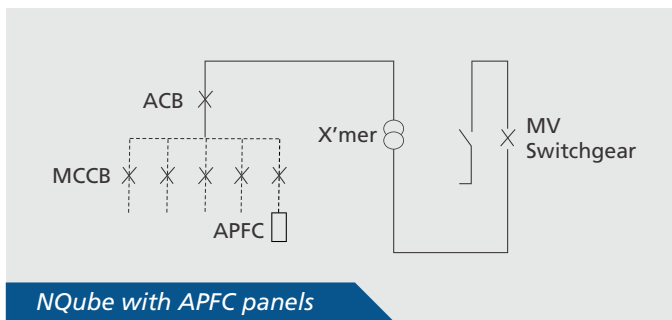 ACB
X’mer
MV
Switchgear
MCCB
APFC
NQube with APFC panels